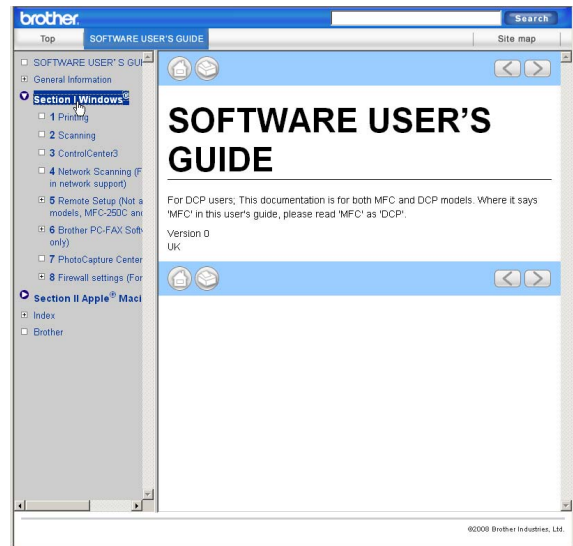 brother
Search
Top
SOFTWARE USER'S GUIDE
Site map
SOFTWARE USER' S GUI
General Information
Section I Windows®
1 Printing
2 Scanning
3 ControlCenter3
4 Network Scanning (F
in network support)
5 Remote Setup (Not a
models, MFC-250C an
6 Brother PC-FAX Soft
only)
7 PhotoCapture Center
8 Firewall settings (For
Section II Apple® Maci
Index
Brother
SOFTWARE USER'S
GUIDE
For DCP users; This documentation is for both MFC and DCP models. Where it says
'MFC' in this user's guide, please read 'MFC' as 'DCP'.
Version 0
UK
©2008 Brother Industries, Ltd.